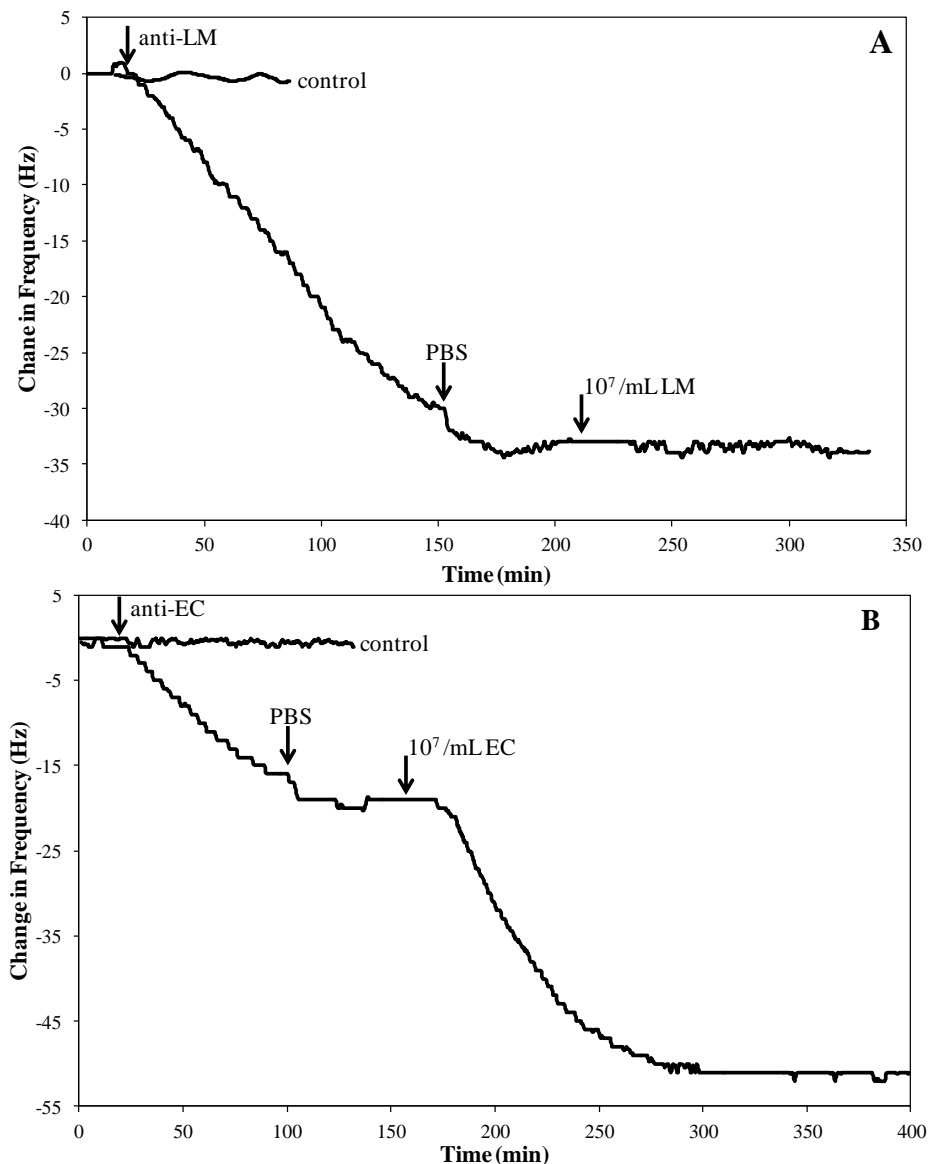 5
anti-LM
A
0
control
-5
-10
-15
-20
-25
PBS
-30
10⁷/mL LM
-35
-40
0 50 100 150 200 250 300 350
Chane in Frequency (Hz)
Time (min)
5
anti-EC
B
control
-5
PBS
10⁷/mL EC
-15
-25
-35
-45
-55
0 50 100 150 200 250 300 350 400
Change in Frequency (Hz)
Time (min)